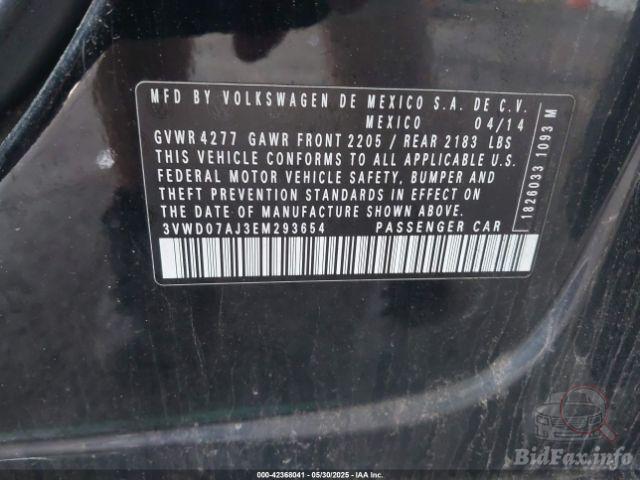 MFD BY VOLKSWAGEN DE MEXICO S.A. DE C.V.
MEXICO 04/14
GVWR 4277 GAWR FRONT 2205 / REAR 2183 LBS
THIS VEHICLE CONFORMS TO ALL APPLICABLE U.S.
FEDERAL MOTOR VEHICLE SAFETY, BUMPER AND
THEFT PREVENTION STANDARDS IN EFFECT ON
THE DATE OF MANUFACTURE SHOWN ABOVE.
3VWD07AJ3EM293654 PASSENGER CAR
1826033 1093 M
BidFax.info
000-42368041 - 05/30/2025 - IAA Inc.